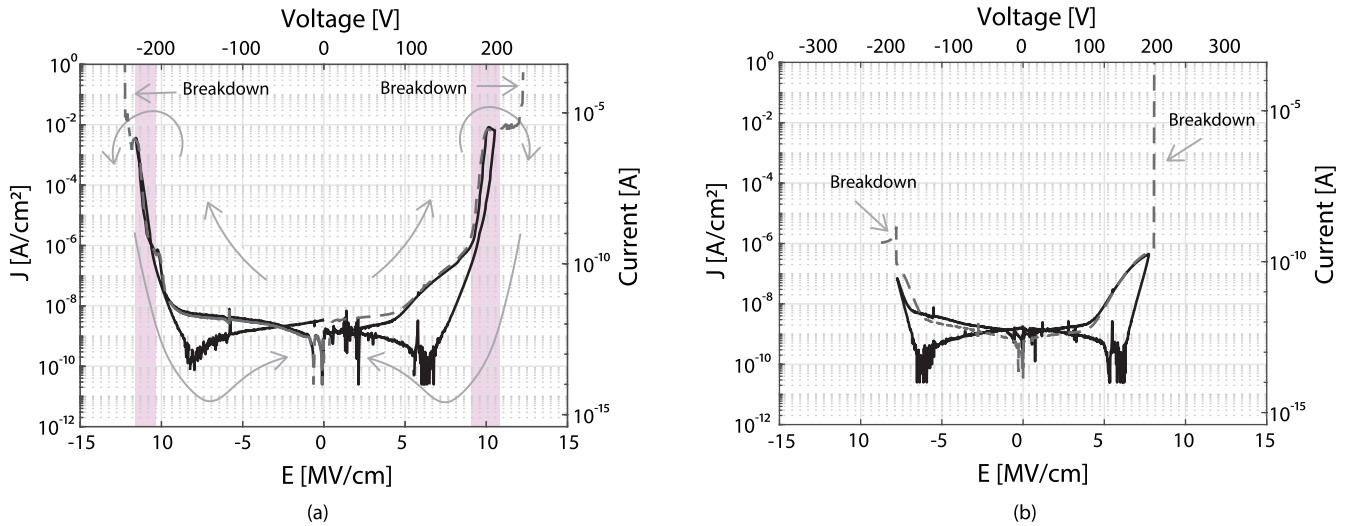 Voltage [V]
-200 -100 0 100 200
10⁰
10⁻²
10⁻⁴
10⁻⁶
10⁻⁸
10⁻¹⁰
10⁻¹²
J [A/cm²]
Breakdown
Breakdown
10⁻⁵
10⁻¹⁰
10⁻¹⁵
Current [A]
-15 -10 -5 0 5 10 15
E [MV/cm]
(a)
Voltage [V]
-300 -200 -100 0 100 200 300
10⁰
10⁻²
10⁻⁴
10⁻⁶
10⁻⁸
10⁻¹⁰
10⁻¹²
J [A/cm²]
Breakdown
Breakdown
10⁻⁵
10⁻¹⁰
10⁻¹⁵
Current [A]
-15 10 -5 0 5 10 15
E [MV/cm]
(b)